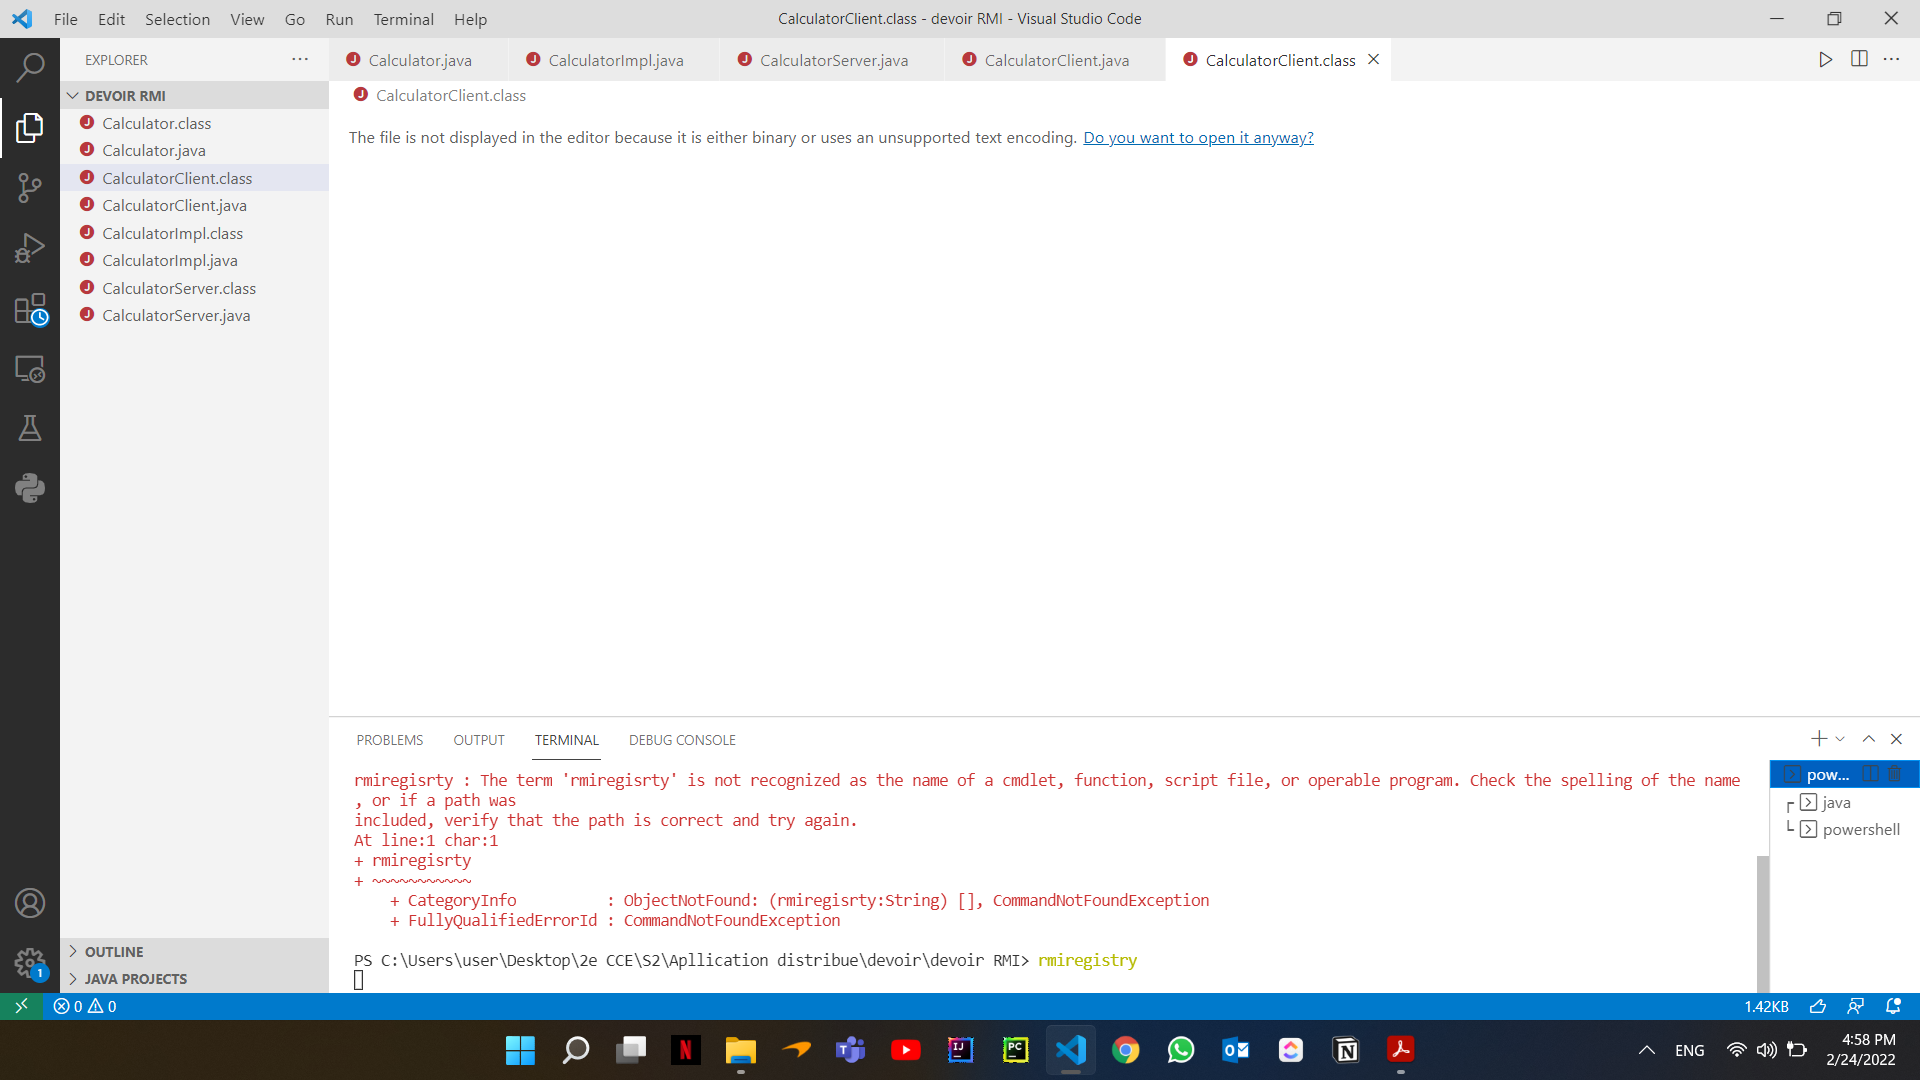 File Edit Selection View Go Run Terminal Help
CalculatorClient.class - devoir RMI - Visual Studio Code
EXPLORER
Calculator.java CalculatorImpl.java CalculatorServer.java CalculatorClient.java CalculatorClient.class
DEVOIR RMI
Calculator.class
Calculator.java
CalculatorClient.class
CalculatorClient.java
CalculatorImpl.class
CalculatorImpl.java
CalculatorServer.class
CalculatorServer.java
OUTLINE
JAVA PROJECTS
CalculatorClient.class
The file is not displayed in the editor because it is either binary or uses an unsupported text encoding. Do you want to open it anyway?
PROBLEMS OUTPUT TERMINAL DEBUG CONSOLE
rmiregisrty : The term 'rmiregisrty' is not recognized as the name of a cmdlet, function, script file, or operable program. Check the spelling of the name
, or if a path was
included, verify that the path is correct and try again.
At line:1 char:1
+ rmiregisrty
+ ~~~~~~~~~~~
+ CategoryInfo : ObjectNotFound: (rmiregisrty:String) [], CommandNotFoundException
+ FullyQualifiedErrorId : CommandNotFoundException
PS C:\Users\user\Desktop\2e CCE\S2\Apllication distribue\devoir\devoir RMI> rmiregistry
pow...
java
powershell
1
0 0
1.42KB
ENG
4:58 PM
2/24/2022